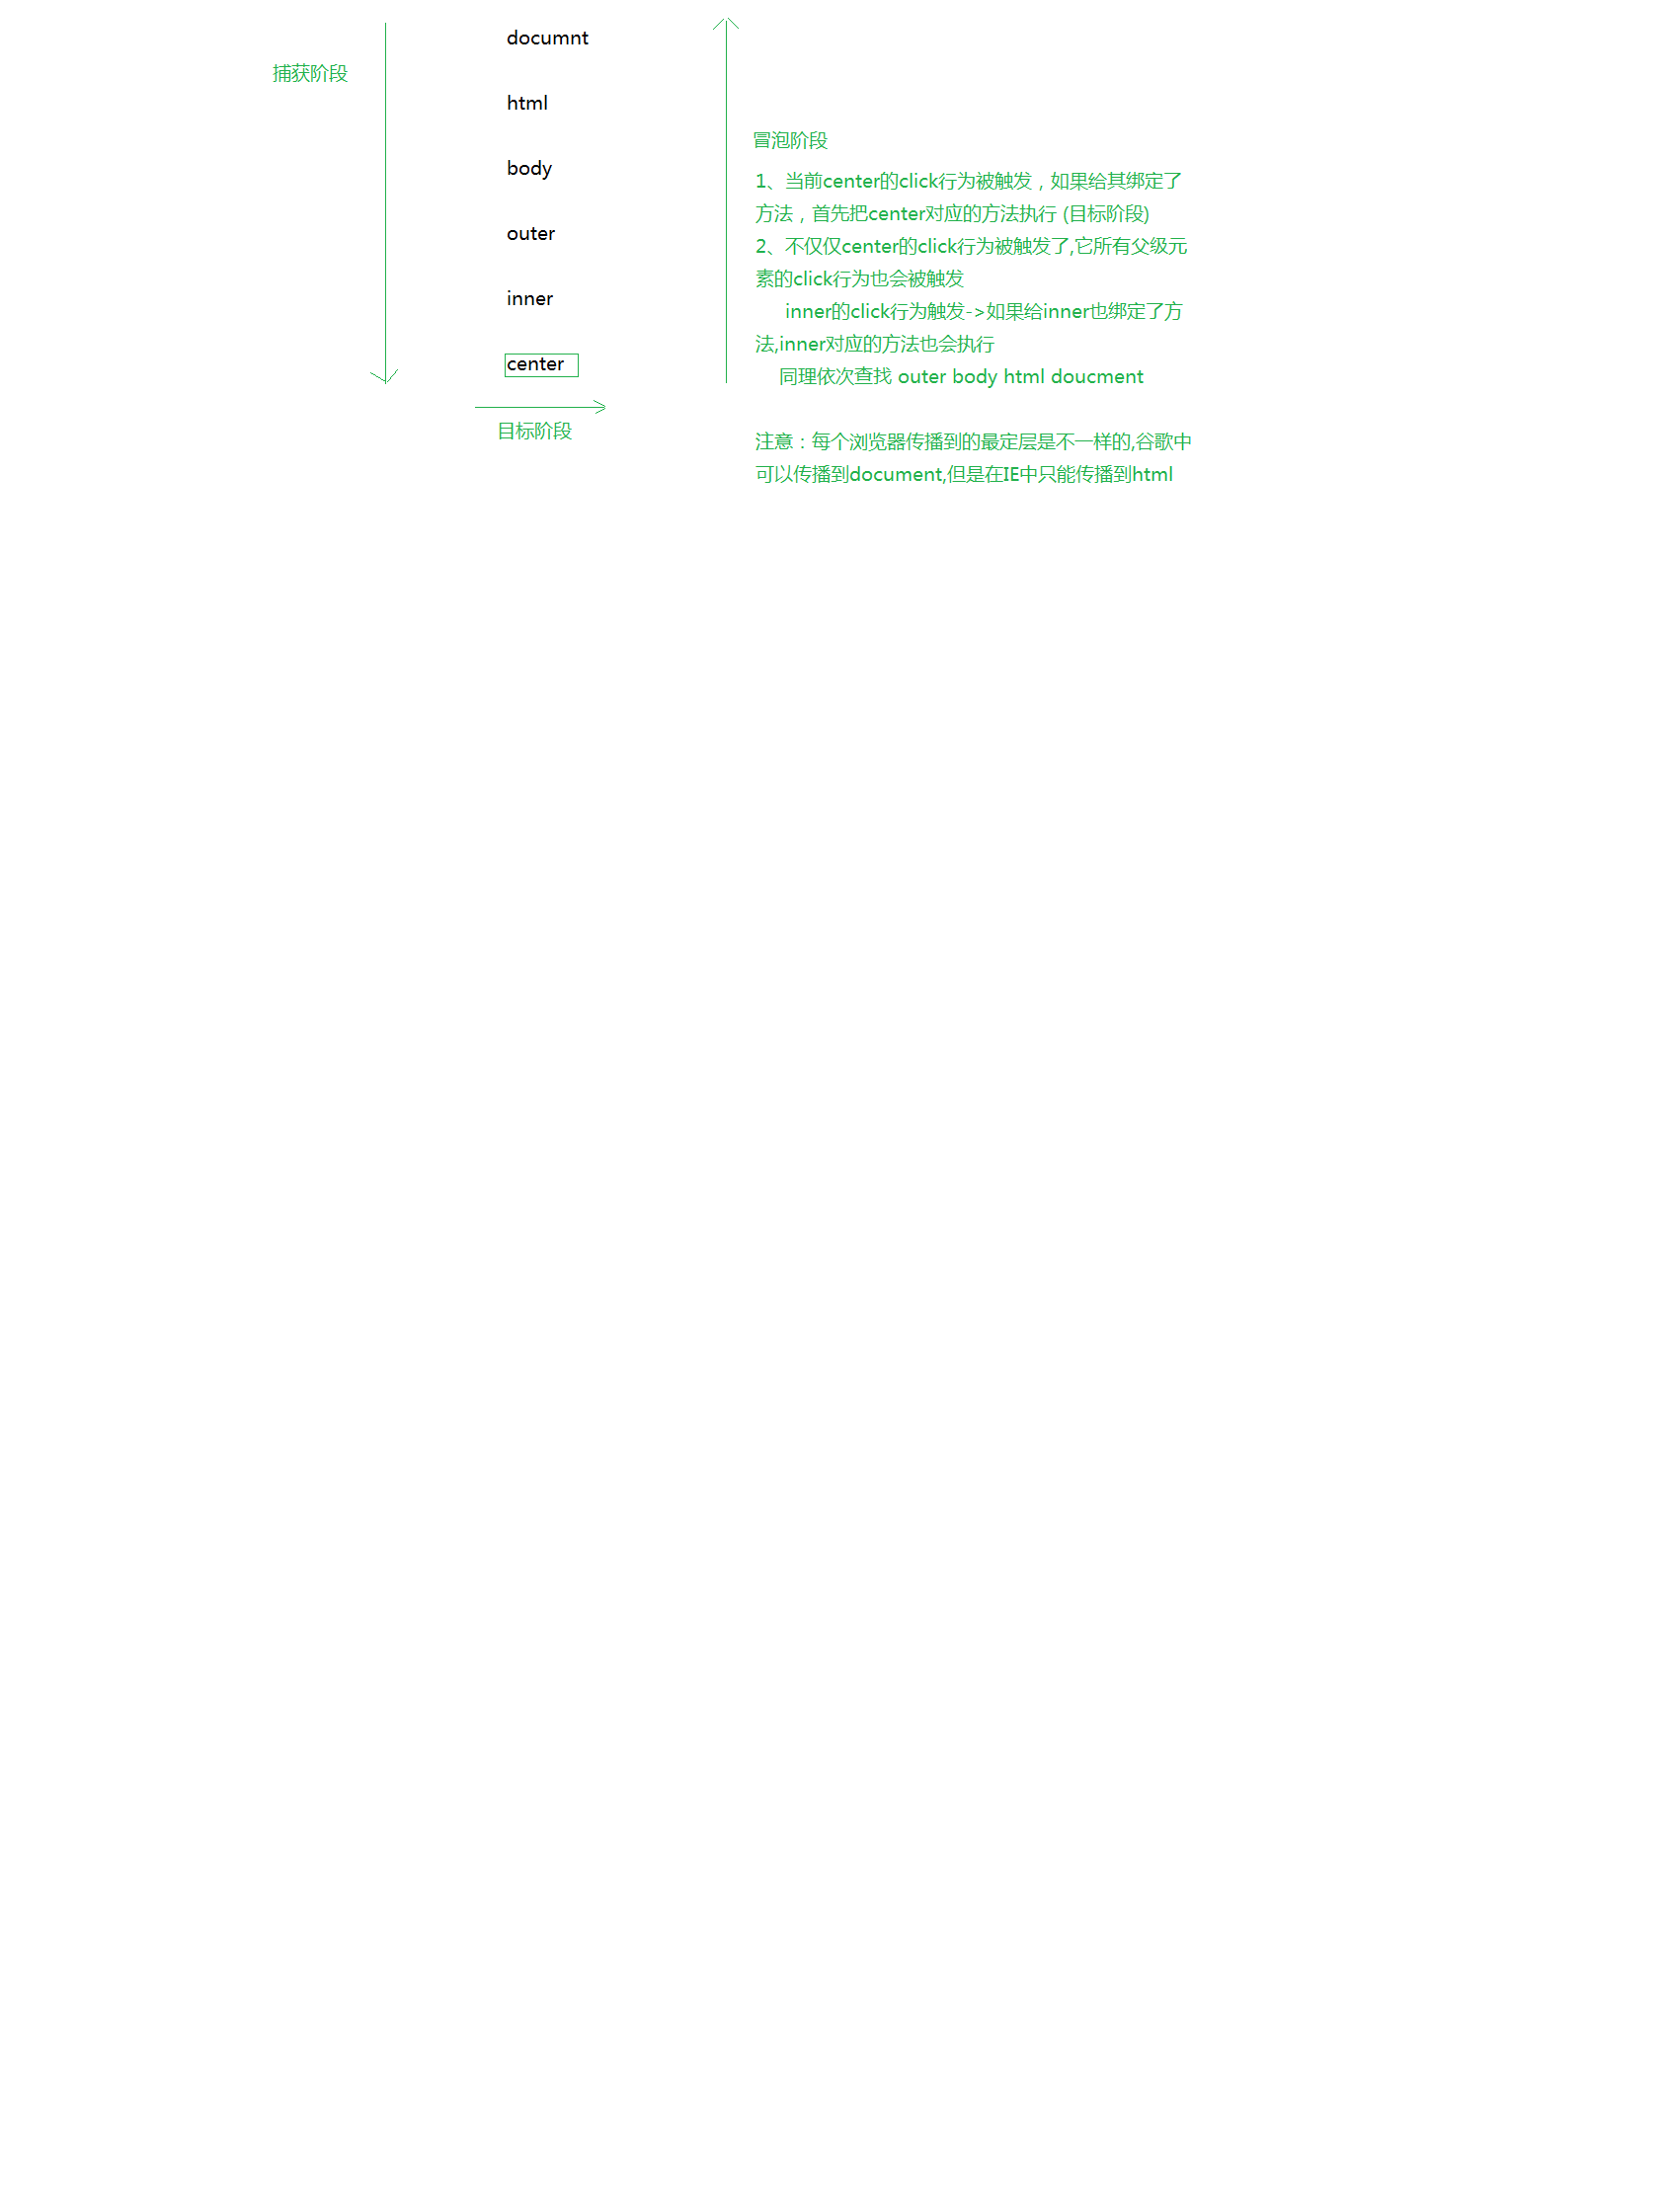 documnt
捕获阶段
html
body
outer
inner
center
目标阶段
冒泡阶段
1、当前center的click行为被触发，如果给其绑定了
方法，首先把center对应的方法执行 (目标阶段)
2、不仅仅center的click行为被触发了,它所有父级元
素的click行为也会被触发
inner的click行为触发->如果给inner也绑定了方
法,inner对应的方法也会执行
同理依次查找 outer body html doucment
注意：每个浏览器传播到的最定层是不一样的,谷歌中
可以传播到document,但是在IE中只能传播到html